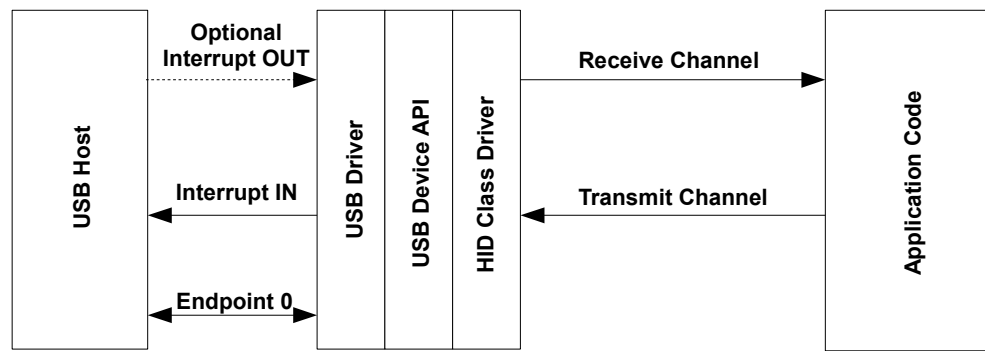 USB Host
Optional
Interrupt OUT
Interrupt IN
Endpoint 0
USB Driver
USB Device API
HID Class Driver
Receive Channel
Transmit Channel
Application Code